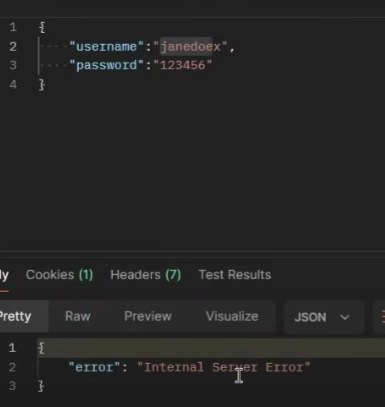 1 {
2 "username":"janedoex",
3 "password":"123456"
4 }
ly Cookies (1) Headers (7) Test Results
Pretty Raw Preview Visualize JSON
1 {
2 "error": "Internal Server Error"
3 }